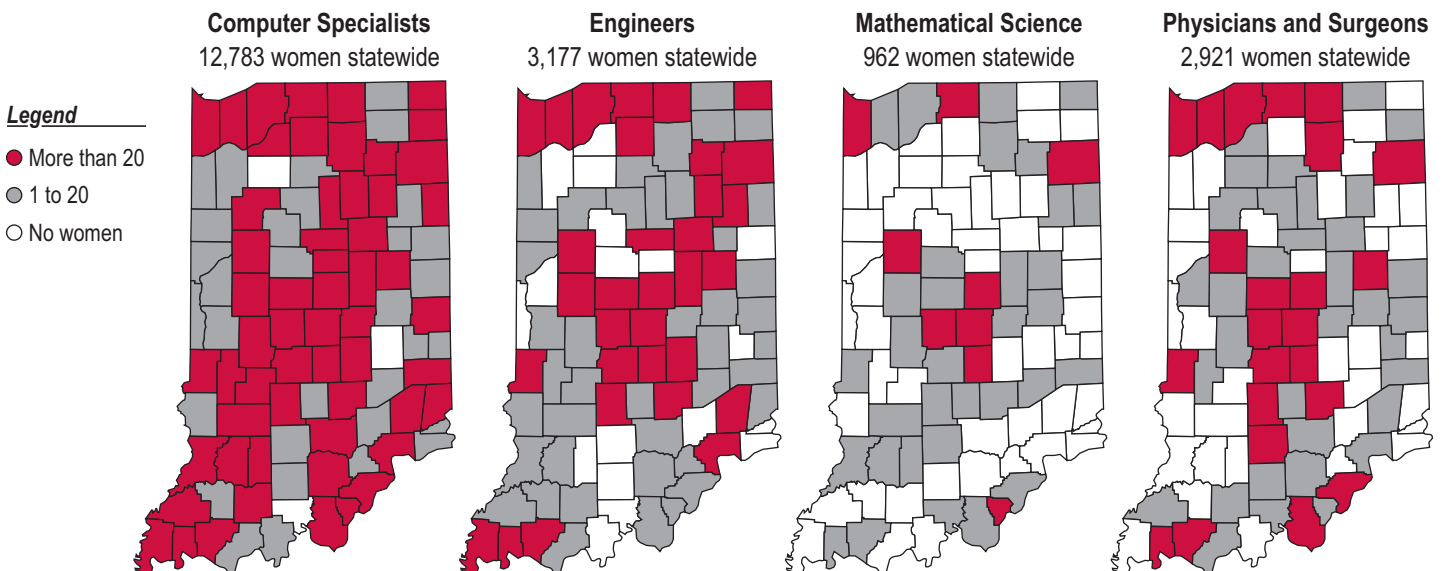 Computer Specialists
12,783 women statewide
Engineers
3,177 women statewide
Mathematical Science
962 women statewide
Physicians and Surgeons
2,921 women statewide
Legend
More than 20
1 to 20
No women